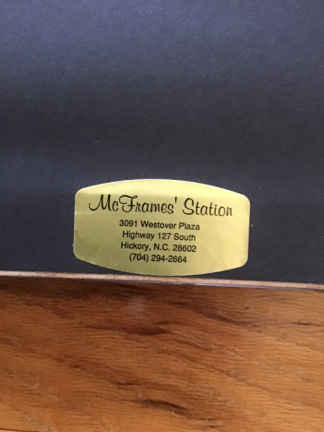 McFrames' Station
3091 Westover Plaza
Highway 127 South
Hickory, N.C. 28602
(704) 294-2664